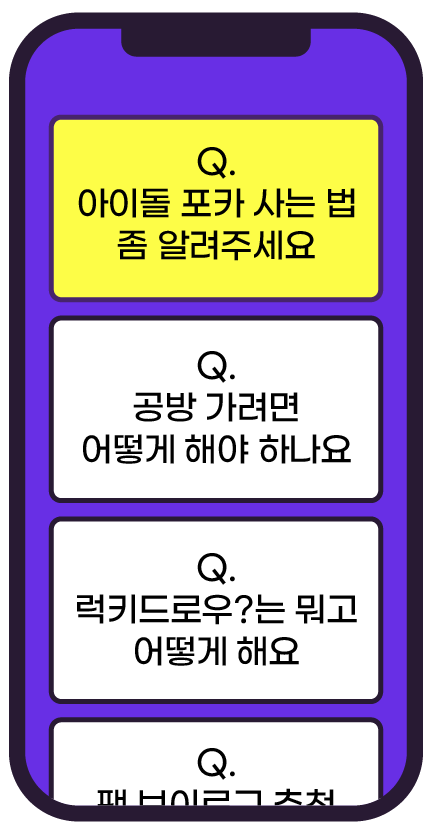 Q.
아이돌 포카 사는 법
좀 알려주세요
Q.
공방 가려면
어떻게 해야 하나요
Q.
럭키드로우?는 뭐고
어떻게 해요
Q.